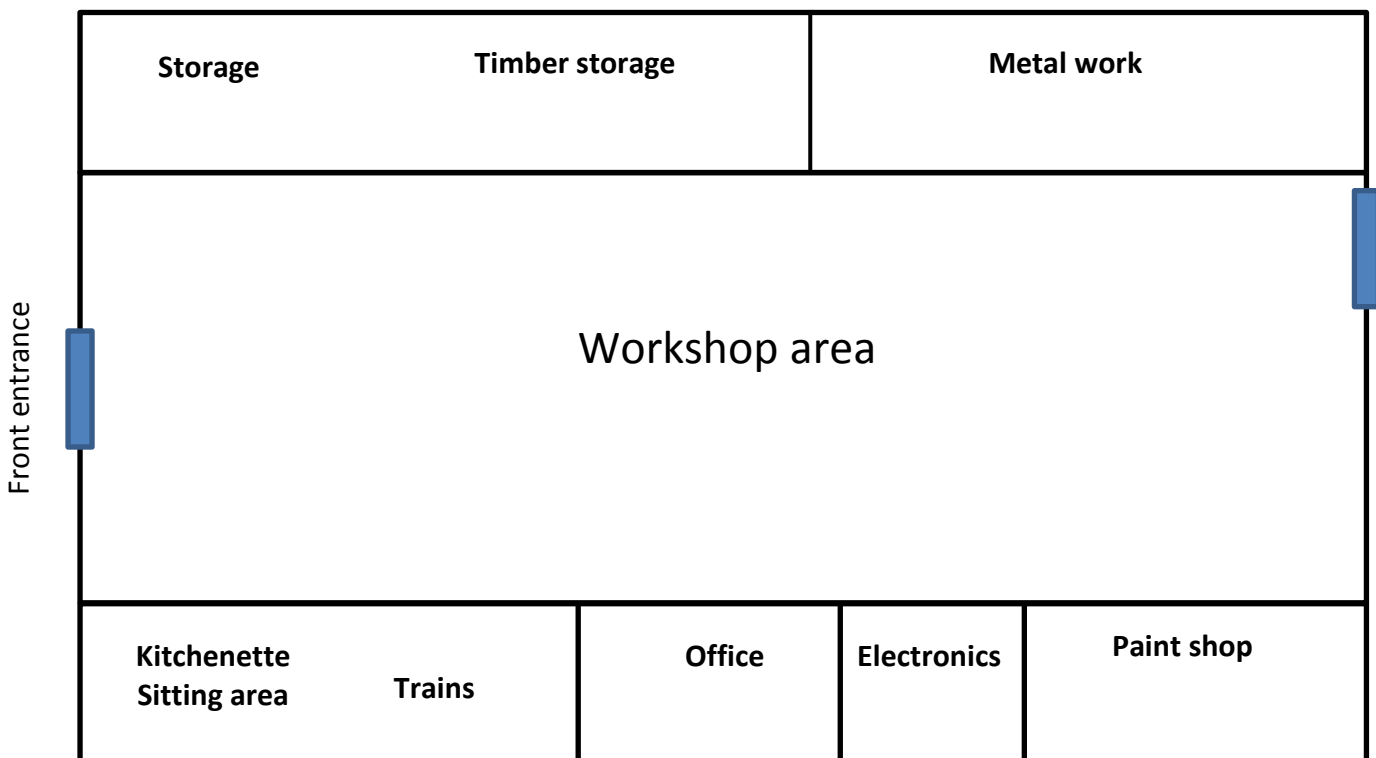 Storage
Timber storage
Metal work
Front entrance
Workshop area
Kitchenette
Sitting area
Trains
Office
Electronics
Paint shop